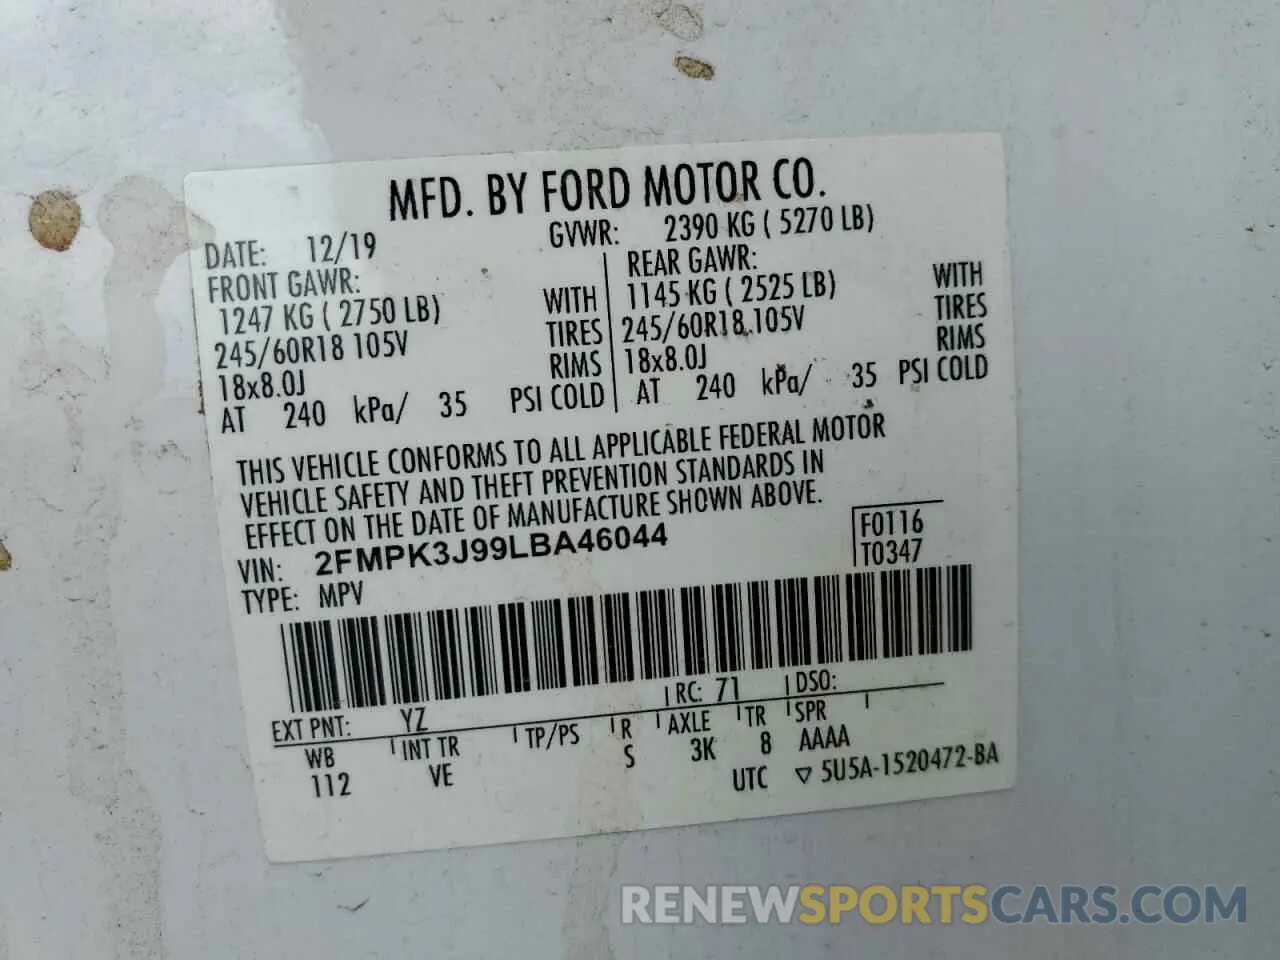 MFD. BY FORD MOTOR CO.
DATE: 12/19 GVWR: 2390 KG ( 5270 LB)
FRONT GAWR: REAR GAWR:
1247 KG ( 2750 LB) WITH 1145 KG ( 2525 LB) WITH
245/60R18 105V TIRES 245/60R18 105V TIRES
18x8.0J RIMS 18x8.0J RIMS
AT 240 kPa/ 35 PSI COLD AT 240 kPa/ 35 PSI COLD
THIS VEHICLE CONFORMS TO ALL APPLICABLE FEDERAL MOTOR
VEHICLE SAFETY AND THEFT PREVENTION STANDARDS IN
EFFECT ON THE DATE OF MANUFACTURE SHOWN ABOVE.
VIN: 2FMPK3J99LBA46044 F0116
TYPE: MPV T0347
EXT PNT: YZ RC: 71 DSO:
WB INT TR TP/PS R AXLE TR SPR
112 VE S 3K 8 AAAA
UTC ▽ 5U5A-1520472-BA
RENEWSPORTSCARS.COM